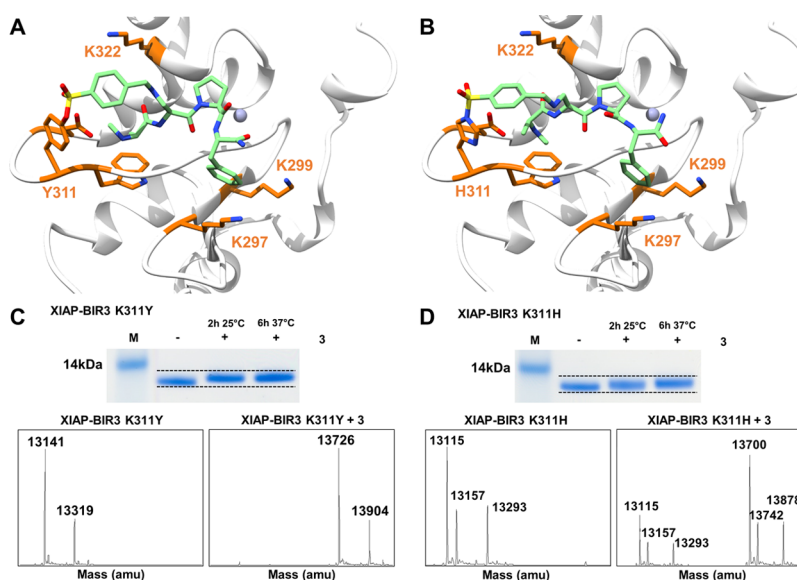 A
B
K322
K322
K299
K299
Y311
H311
K297
K297
C
XIAP-BIR3 K311Y
2h 25°C 6h 37°C
M - + + 3
14kDa
XIAP-BIR3 K311Y
XIAP-BIR3 K311Y + 3
13141
13319
13726
13904
Mass (amu)
Mass (amu)
D
XIAP-BIR3 K311H
2h 25°C 6h 37°C
M - + + 3
14kDa
XIAP-BIR3 K311H
XIAP-BIR3 K311H + 3
13115
13157
13293
13115
13157
13293
13700
13742
13878
Mass (amu)
Mass (amu)